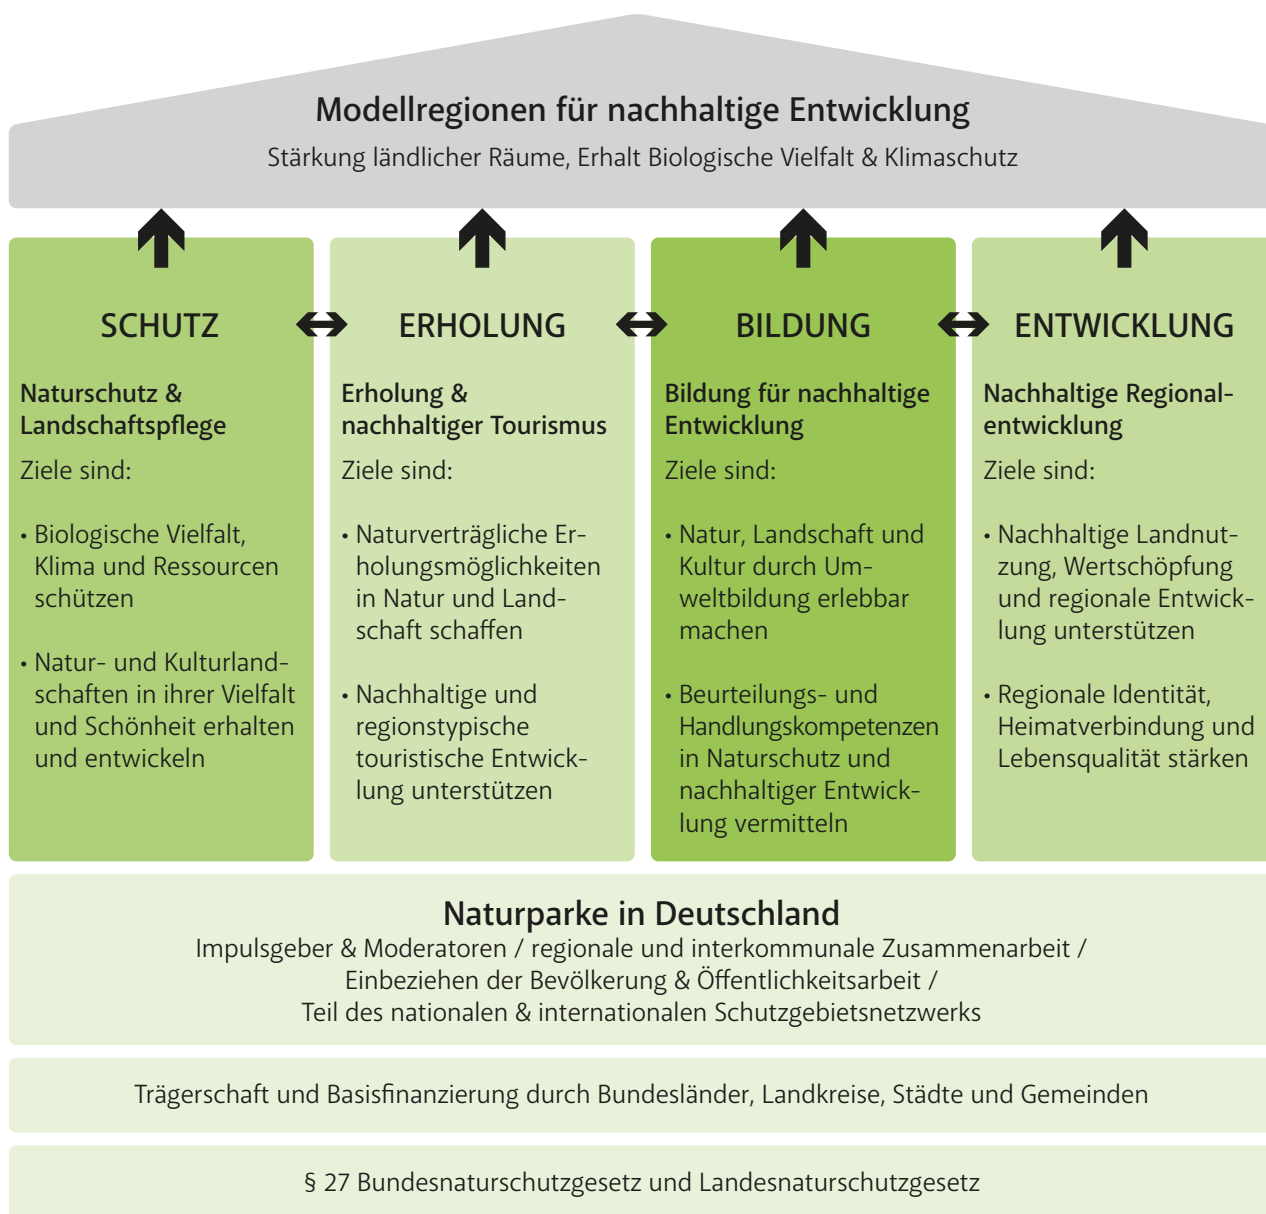 Modellregionen für nachhaltige Entwicklung
Stärkung ländlicher Räume, Erhalt Biologische Vielfalt & Klimaschutz
SCHUTZ
Naturschutz &
Landschaftspflege
Ziele sind:
• Biologische Vielfalt,
Klima und Ressourcen
schützen
• Natur- und Kulturland-
schaften in ihrer Vielfalt
und Schönheit erhalten
und entwickeln
ERHOLUNG
Erholung &
nachhaltiger Tourismus
Ziele sind:
• Naturverträgliche Er-
holungsmöglichkeiten
in Natur und Land-
schaft schaffen
• Nachhaltige und
regionstypische
touristische Entwick-
lung unterstützen
BILDUNG
Bildung für nachhaltige
Entwicklung
Ziele sind:
• Natur, Landschaft und
Kultur durch Um-
weltbildung erlebbar
machen
• Beurteilungs- und
Handlungskompetenzen
in Naturschutz und
nachhaltiger Entwick-
lung vermitteln
ENTWICKLUNG
Nachhaltige Regional-
entwicklung
Ziele sind:
• Nachhaltige Landnut-
zung, Wertschöpfung
und regionale Entwick-
lung unterstützen
• Regionale Identität,
Heimatverbindung und
Lebensqualität stärken
Naturparke in Deutschland
Impulsgeber & Moderatoren / regionale und interkommunale Zusammenarbeit /
Einbeziehen der Bevölkerung & Öffentlichkeitsarbeit /
Teil des nationalen & internationalen Schutzgebietsnetzwerks
Trägerschaft und Basisfinanzierung durch Bundesländer, Landkreise, Städte und Gemeinden
§ 27 Bundesnaturschutzgesetz und Landesnaturschutzgesetz